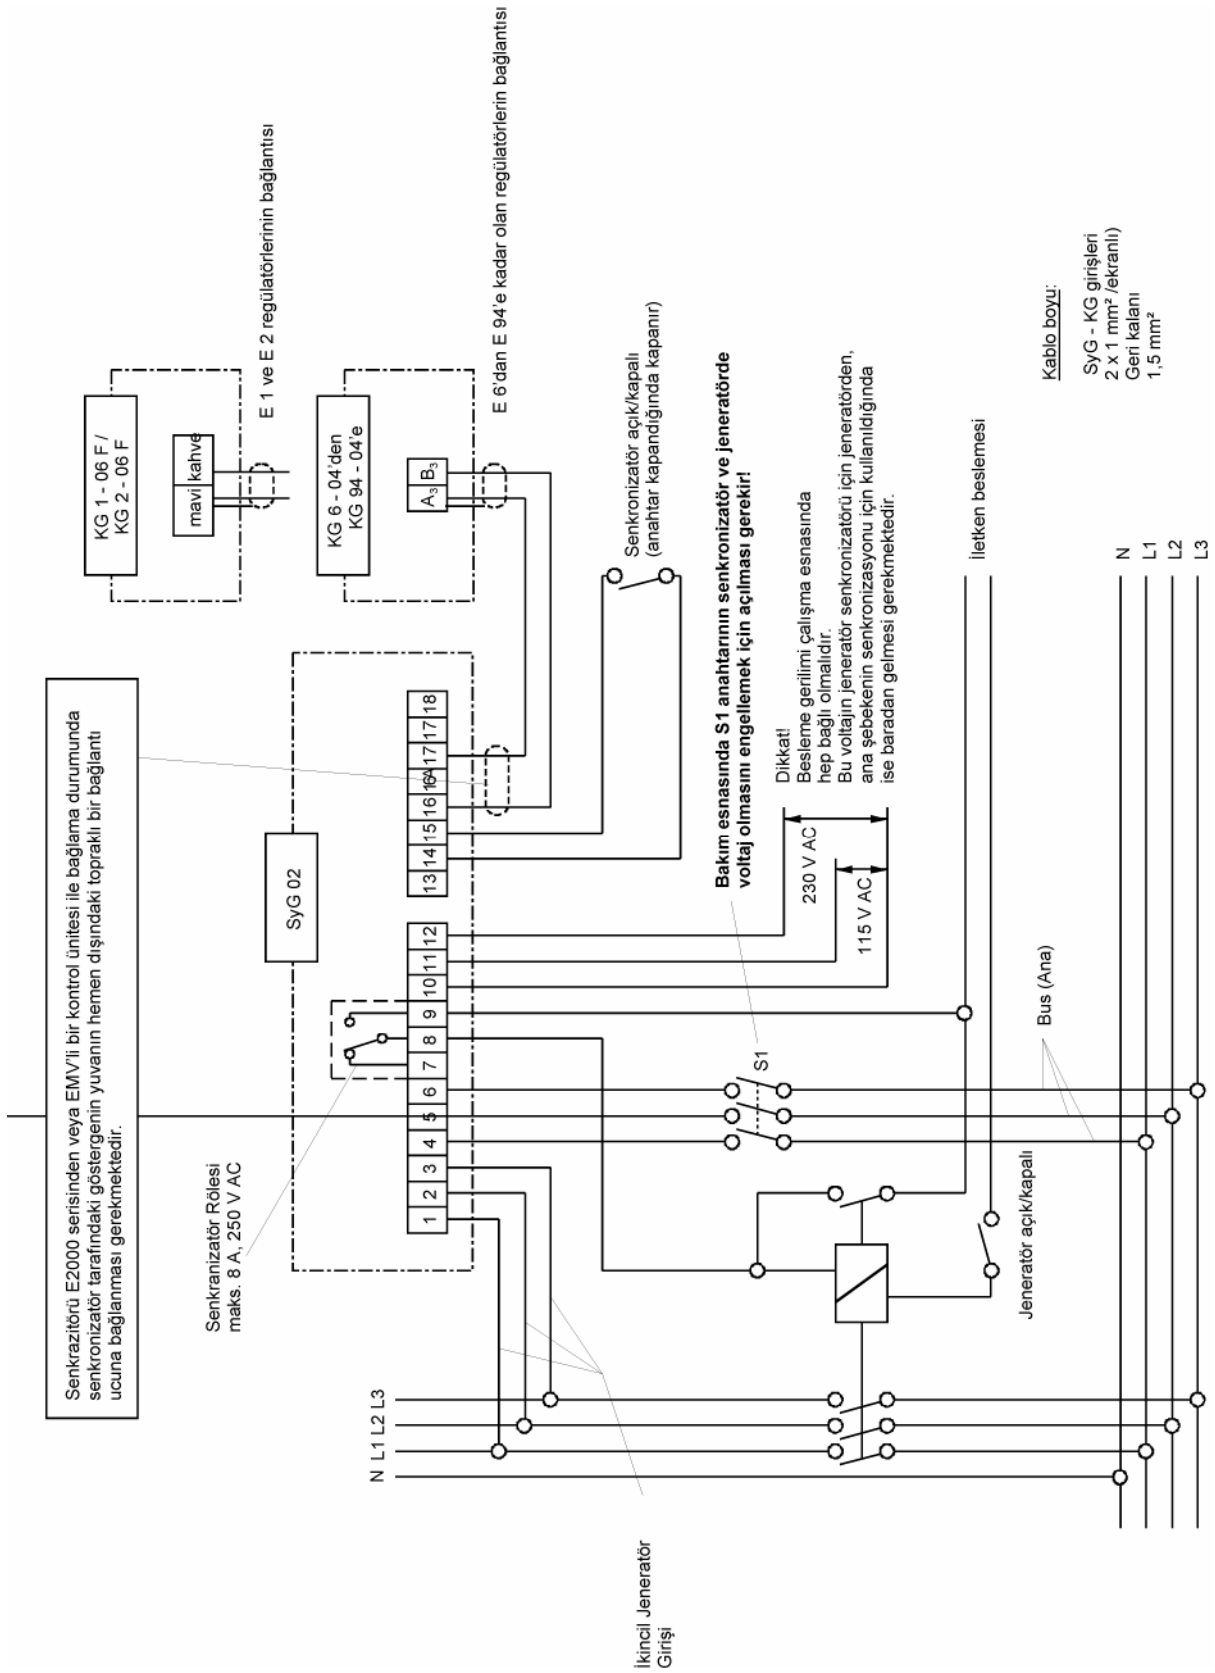 Senkrazitörü E2000 serisinden veya EMV'li bir kontrol ünitesi ile bağlama durumunda
senkronizatör tarafındaki göstergenin yuvanın hemen dışındaki topraklı bir bağlantı
ucuna bağlanması gerekmektedir.
KG 1 - 06 F /
KG 2 - 06 F
mavi kahve
E 1 ve E 2 regülatörlerinin bağlantısı
KG 6 - 04'den
KG 94 - 04'e
A3 B3
E 6'dan E 94'e kadar olan regülatörlerin bağlantısı
SyG 02
Senkranizatör Rölesi
maks. 8 A, 250 V AC
1 2 3 4 5 6 7 8 9 10 11 12
13 14 15 16 16A 17 17 18
Senkronizatör açık/kapalı
(anahtar kapandığında kapanır)
Bakım esnasında S1 anahtarının senkronizatör ve jeneratörde
voltaj olmasını engellemek için açılması gerekir!
S1
230 V AC
115 V AC
Dikkat!
Besleme gerilimi çalışma esnasında
hep bağlı olmalıdır.
Bu voltajın jeneratör senkronizatörü için jeneratörden,
ana şebekenin senkronizasyonu için kullanıldığında
ise baradan gelmesi gerekmektedir.
N L1 L2 L3
İkincil Jeneratör
Girişi
Jeneratör açık/kapalı
Bus (Ana)
İletken beslemesi
N
L1
L2
L3
Kablo boyu:
SyG - KG girişleri
2 x 1 mm² /ekranlı)
Geri kalanı
1,5 mm²